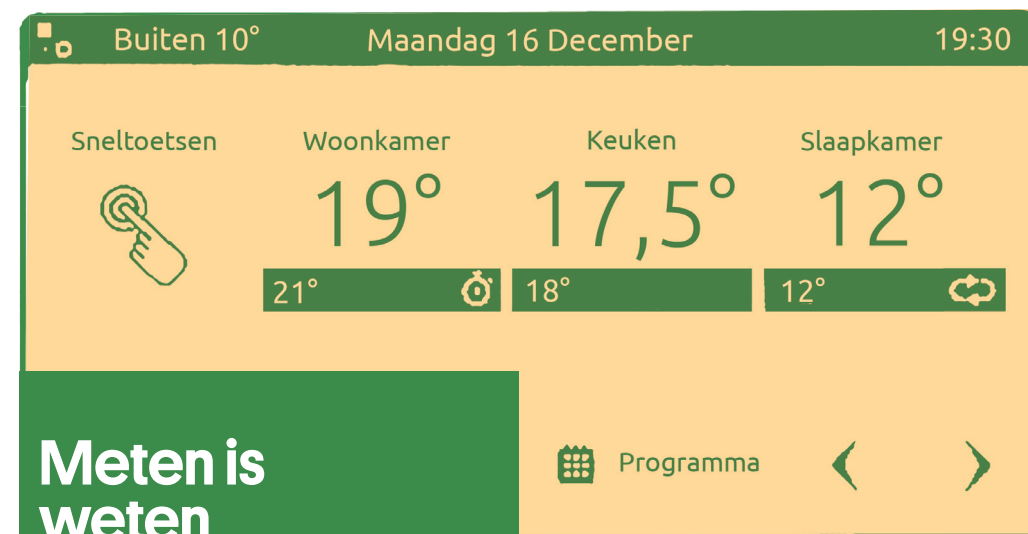 Buiten 10° Maandag 16 December 19:30
Sneltoetsen Woonkamer Keuken Slaapkamer
19° 17,5° 12°
21° 18° 12°
Programma
Meten is
weten